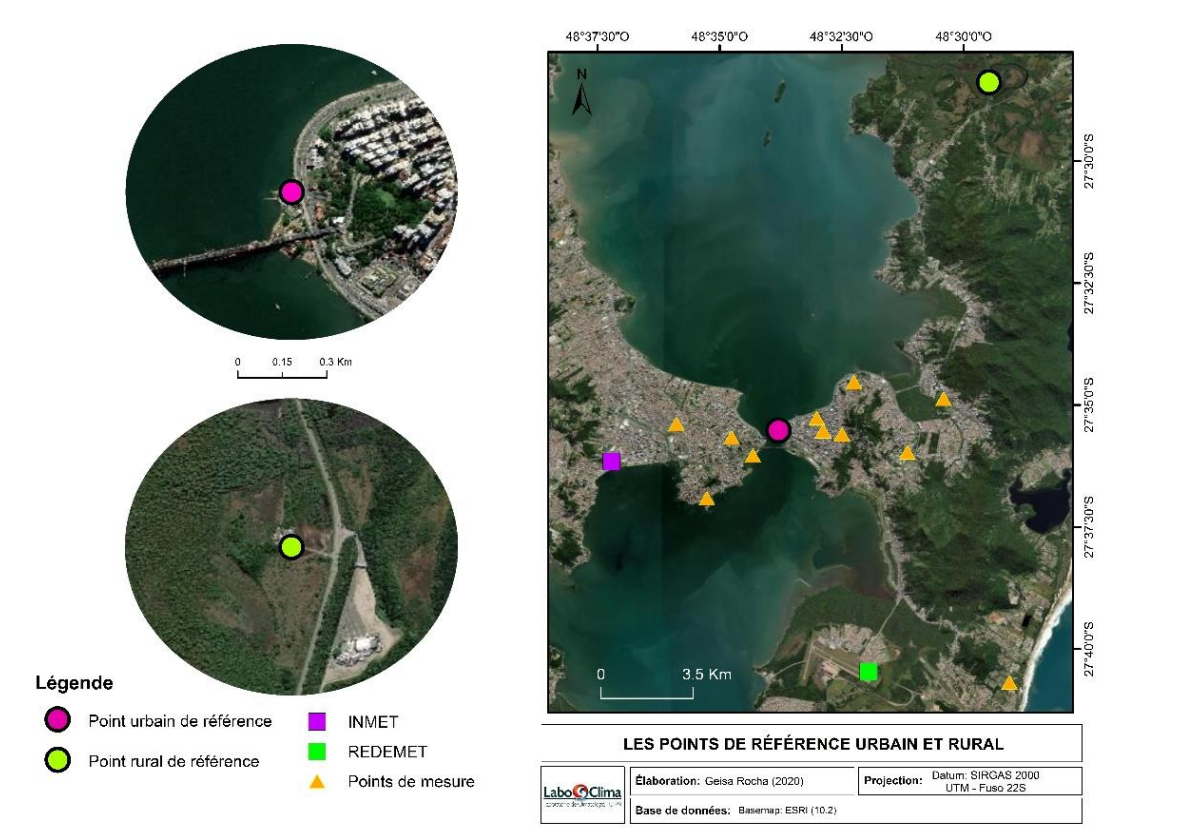 48°37'30"O
48°35'0"O
48°32'30"O
48°30'0"O
N
27°30'0"S
27°32'30"S
27°35'0"S
27°37'30"S
27°40'0"S
0 0.15 0.3 Km
0 3.5 Km
Légende
Point urbain de référence
Point rural de référence
INMET
REDEMET
Points de mesure
LES POINTS DE RÉFÉRENCE URBAIN ET RURAL
LaboClima
Élaboration: Geisa Rocha (2020)
Projection: Datum: SIRGAS 2000
UTM - Fuso 22S
Base de données: Basemap: ESRI (10.2)